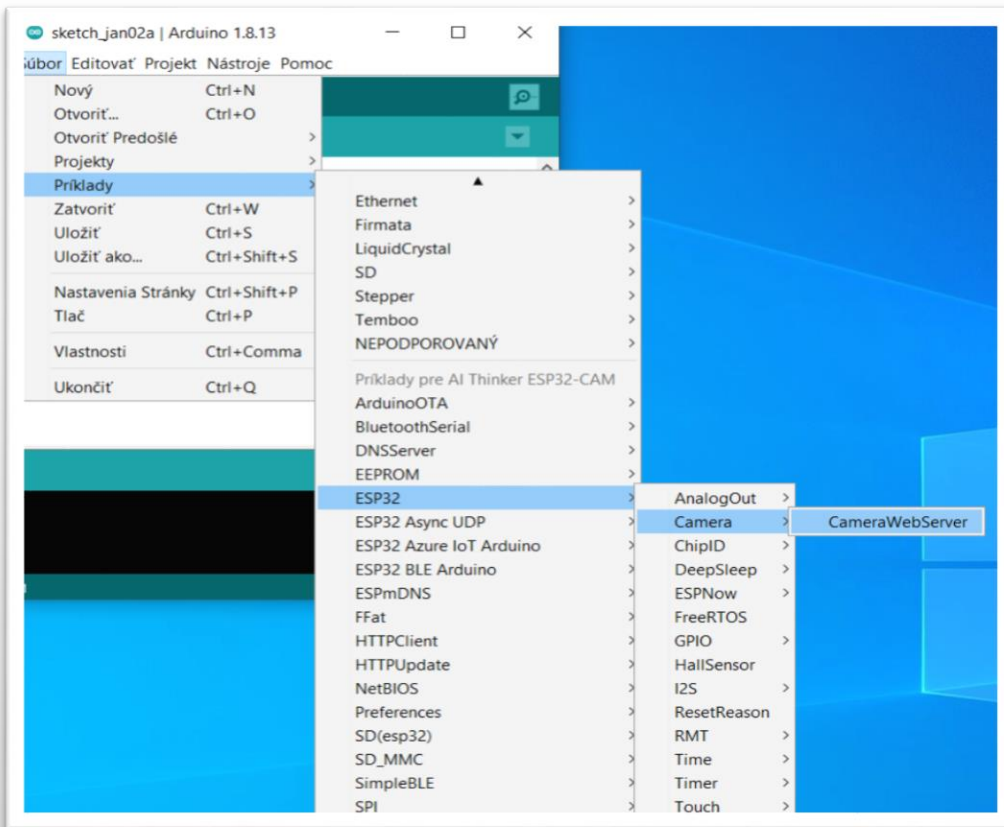 sketch_jan02a | Arduino 1.8.13
úbor Editovať Projekt Nástroje Pomoc
Nový Ctrl+N
Otvoriť... Ctrl+O
Otvoriť Predošlé
Projekty
Príklady
Zatvoriť Ctrl+W
Uložiť Ctrl+S
Uložiť ako... Ctrl+Shift+S
Nastavenia Stránky Ctrl+Shift+P
Tlač Ctrl+P
Vlastnosti Ctrl+Comma
Ukončiť Ctrl+Q
Ethernet
Firmata
LiquidCrystal
SD
Stepper
Temboo
NEPODPOROVANÝ
Príklady pre AI Thinker ESP32-CAM
ArduinoOTA
BluetoothSerial
DNSServer
EEPROM
ESP32
ESP32 Async UDP
ESP32 Azure IoT Arduino
ESP32 BLE Arduino
ESPmDNS
FFat
HTTPClient
HTTPUpdate
NetBIOS
Preferences
SD(esp32)
SD_MMC
SimpleBLE
SPI
AnalogOut
Camera
ChipID
DeepSleep
ESPNow
FreeRTOS
GPIO
HallSensor
I2S
ResetReason
RMT
Time
Timer
Touch
CameraWebServer